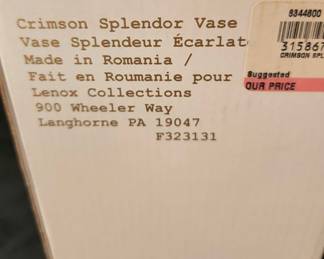 Crimson Splendor Vase
Vase Splendeur Écarlat
Made in Romania /
Fait en Roumanie pour
Lenox Collections
900 Wheeler Way
Langhorne PA 19047
F323131
8344800
315867
CRIMSON SPL
Suggested
OUR PRICE